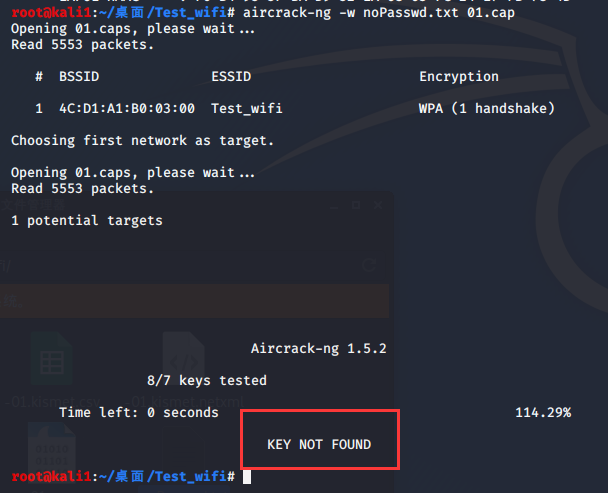 root@kali1:~/桌面/Test_wifi# aircrack-ng -w noPasswd.txt 01.cap
Opening 01.caps, please wait...
Read 5553 packets.
# BSSID ESSID Encryption
1 4C:D1:A1:B0:03:00 Test_wifi WPA (1 handshake)
Choosing first network as target.
Opening 01.caps, please wait...
Read 5553 packets.
1 potential targets
Aircrack-ng 1.5.2
8/7 keys tested
Time left: 0 seconds 114.29%
KEY NOT FOUND
root@kali1:~/桌面/Test_wifi#